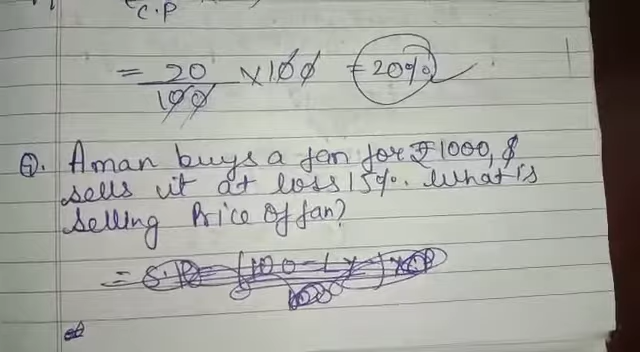 C.P
= 20/100 × 100 = 20%
Q. Aman buys a fan for ₹ 1000, &
sells it at loss 15%. What is
Selling Price of fan?